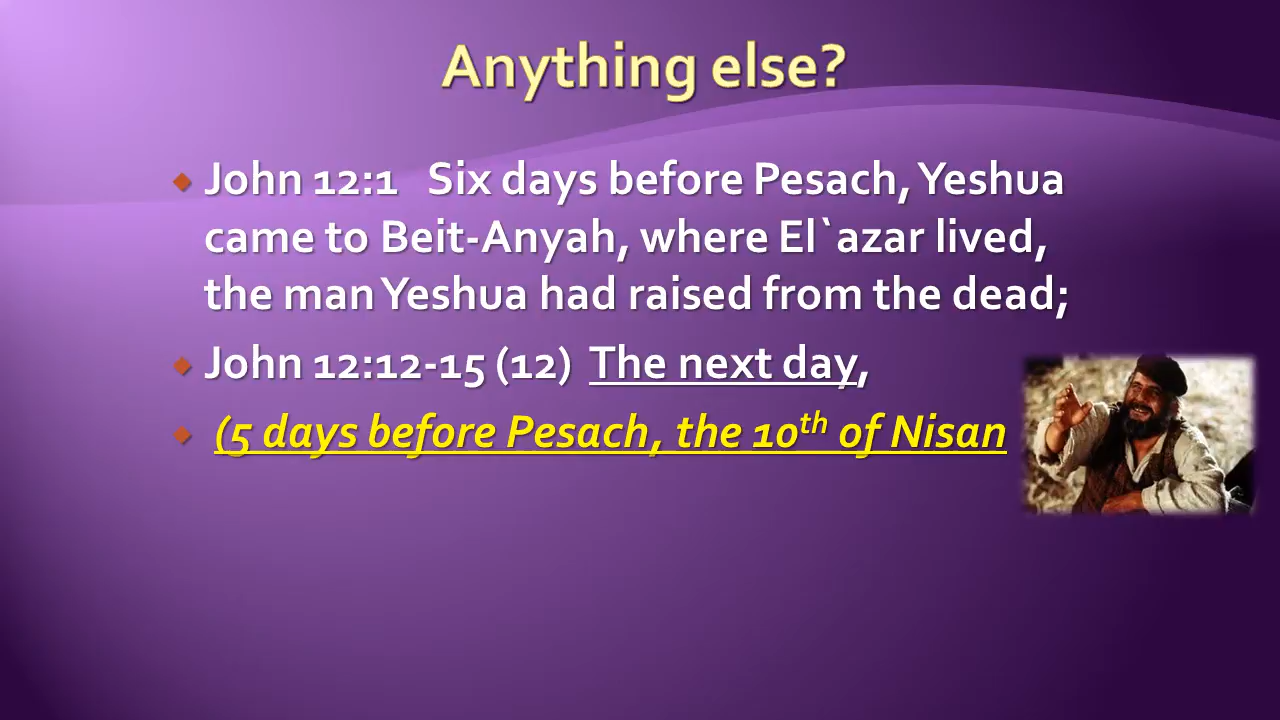 Anything else?
John 12:1 Six days before Pesach, Yeshua
came to Beit-Anyah, where El`azar lived,
the man Yeshua had raised from the dead;
John 12:12-15 (12) The next day,
(5 days before Pesach, the 10th of Nisan